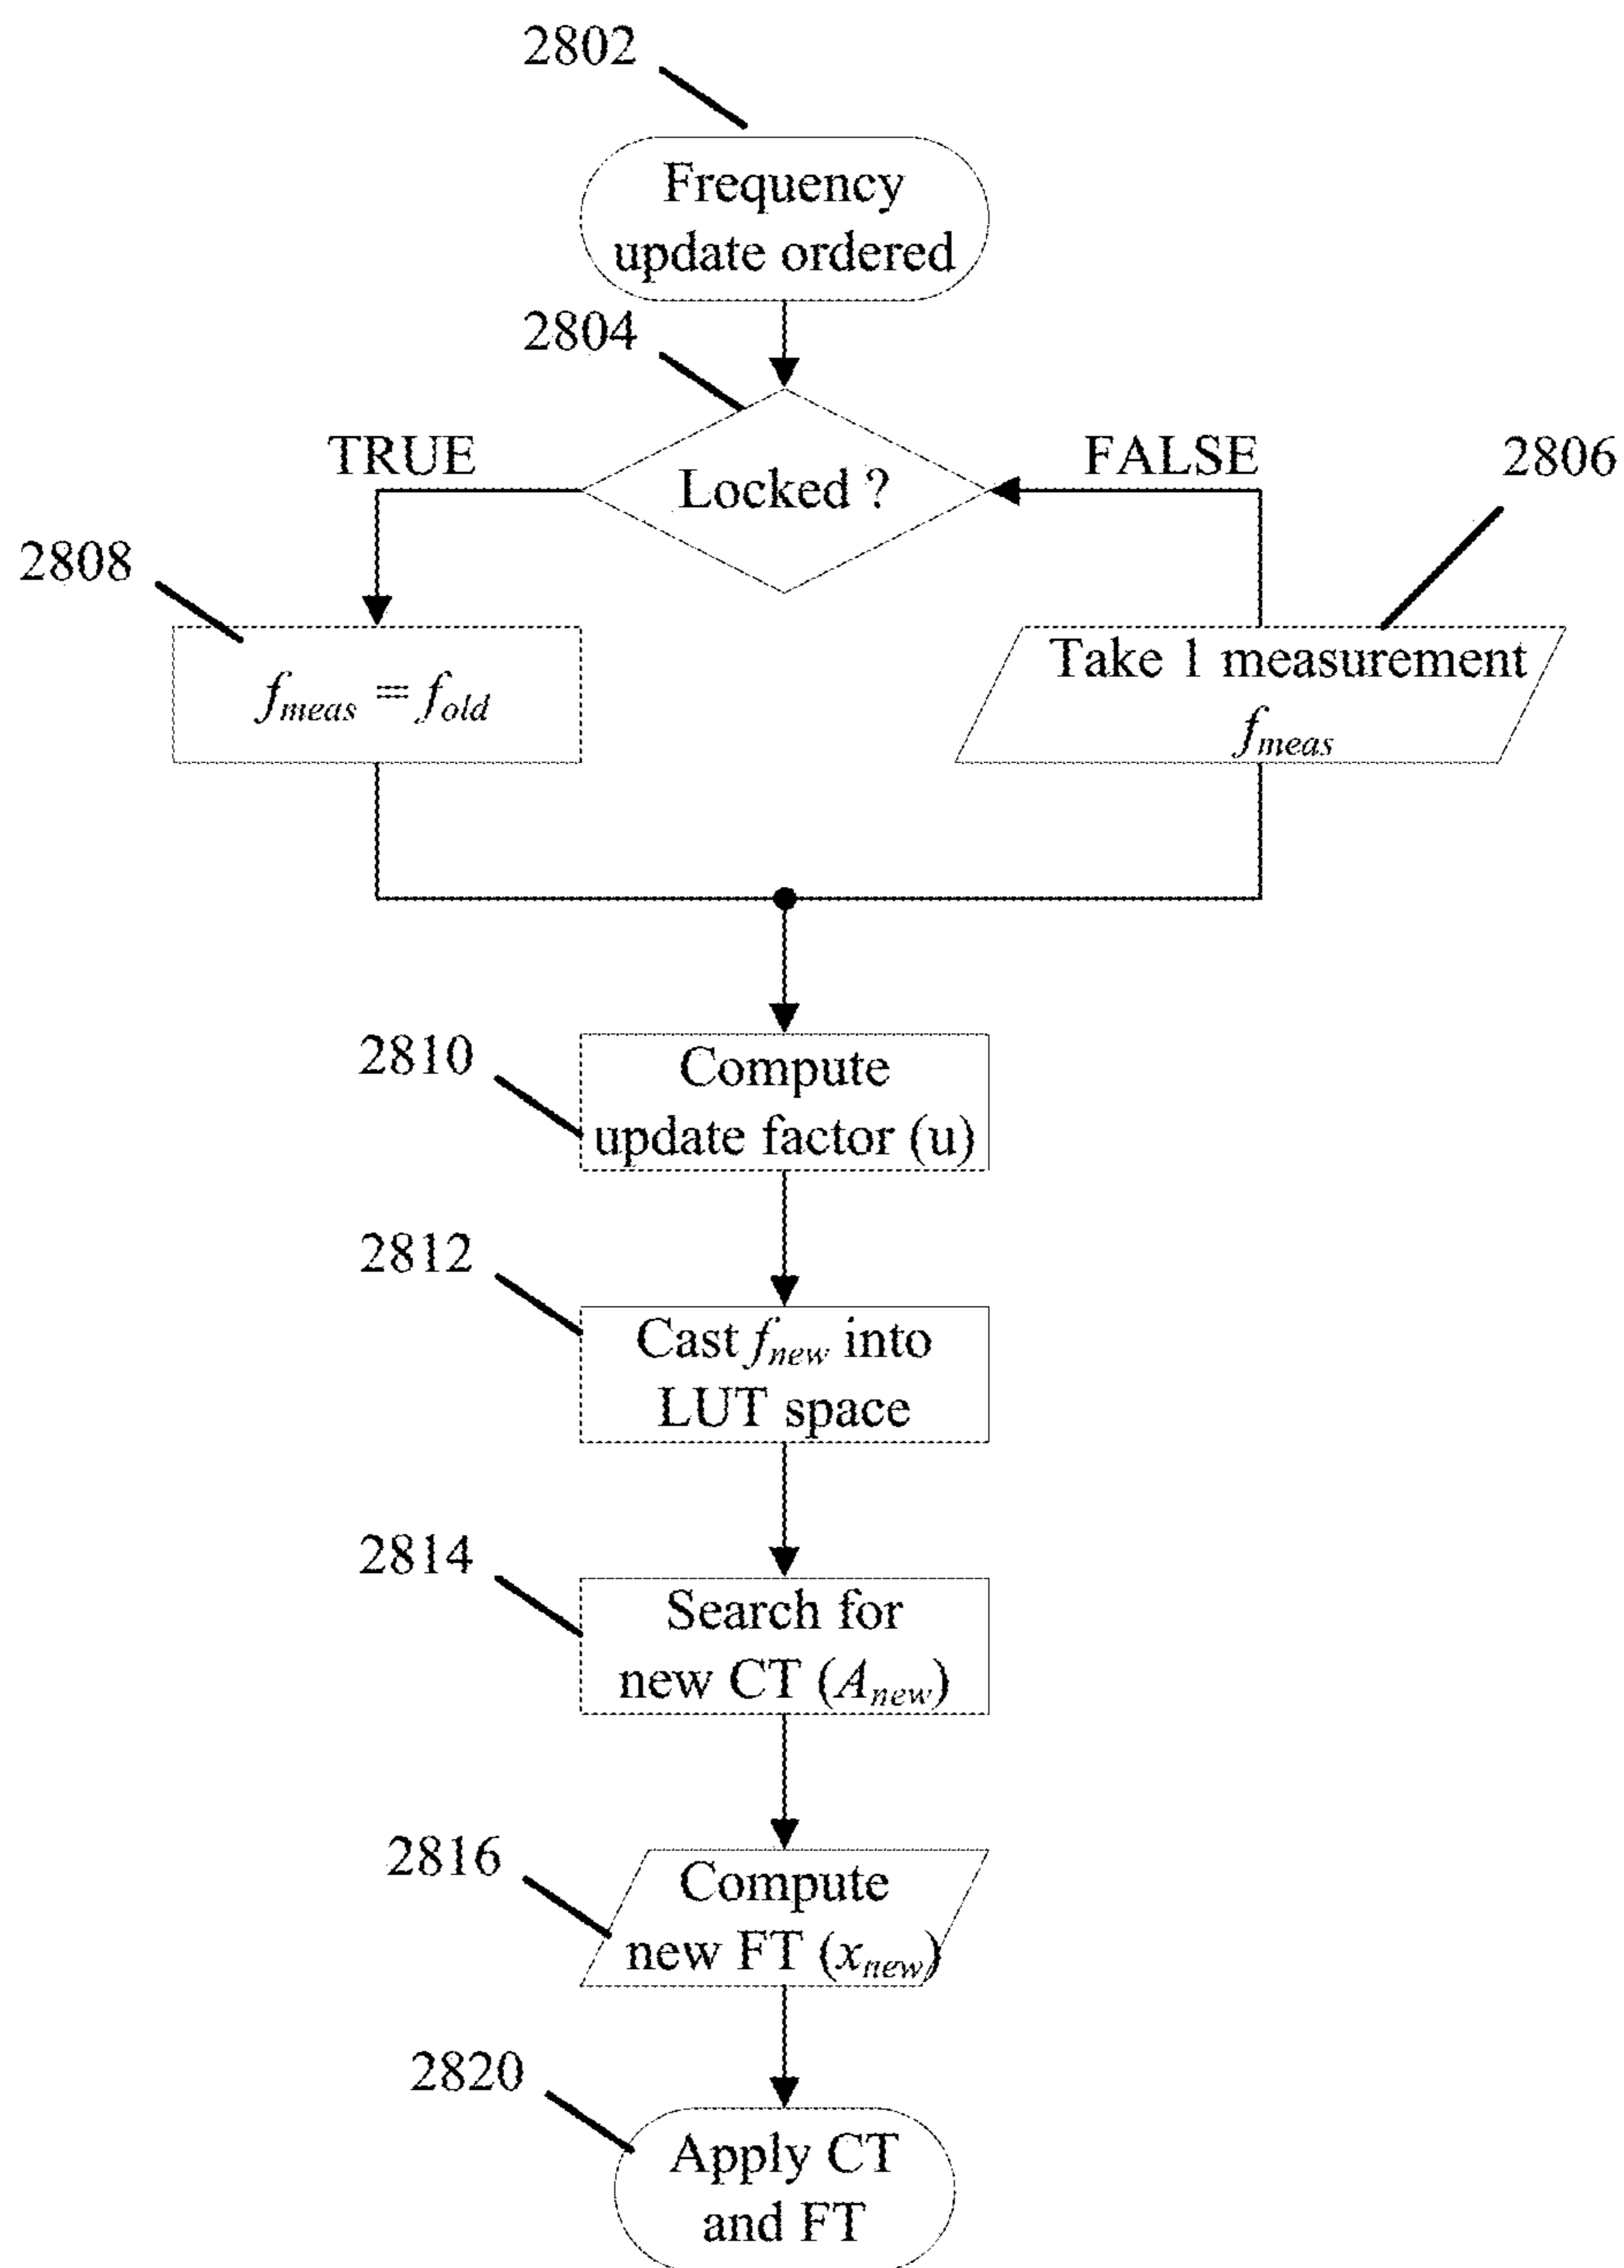 2802
Frequency
update ordered
2804
TRUE
FALSE
2806
Locked ?
2808
f_meas = f_old
Take 1 measurement
f_meas
2810
Compute
update factor (u)
2812
Cast f_new into
LUT space
2814
Search for
new CT (A_new)
2816
Compute
new FT (x_new)
2820
Apply CT
and FT